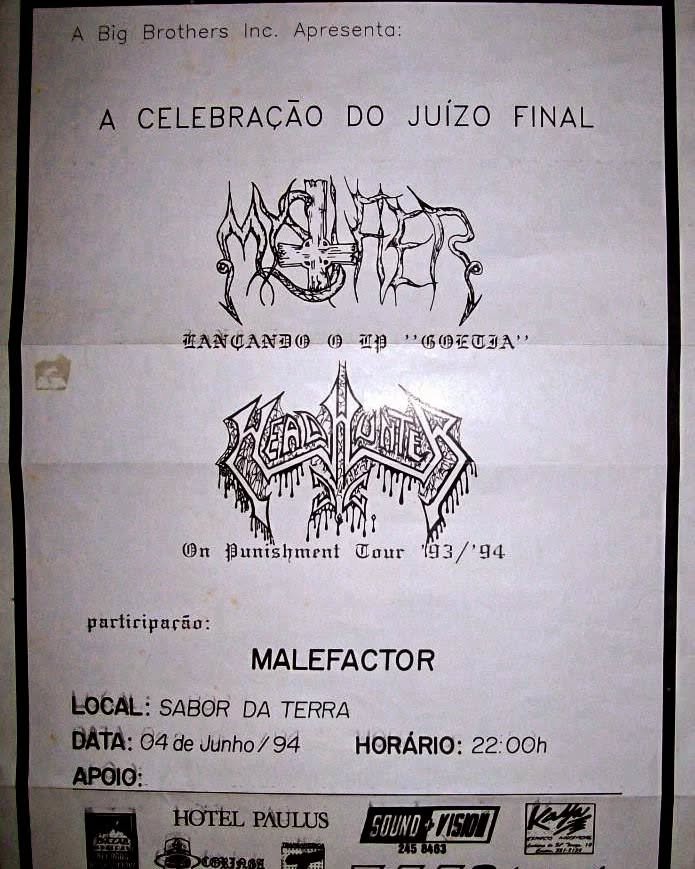 A Big Brothers Inc. Apresenta:
A CELEBRAÇÃO DO JUÍZO FINAL
MYSTIFIER
LANÇANDO O LP "GOETIA"
HEADHUNTER
On Punishment Tour '93/'94
participação:
MALEFACTOR
LOCAL: SABOR DA TERRA
DATA: 04 de Junho/94 HORÁRIO: 22:00h
APOIO:
HOTEL PAULUS
SOUND + VISION
245 8463
Kaffa
CORINGA